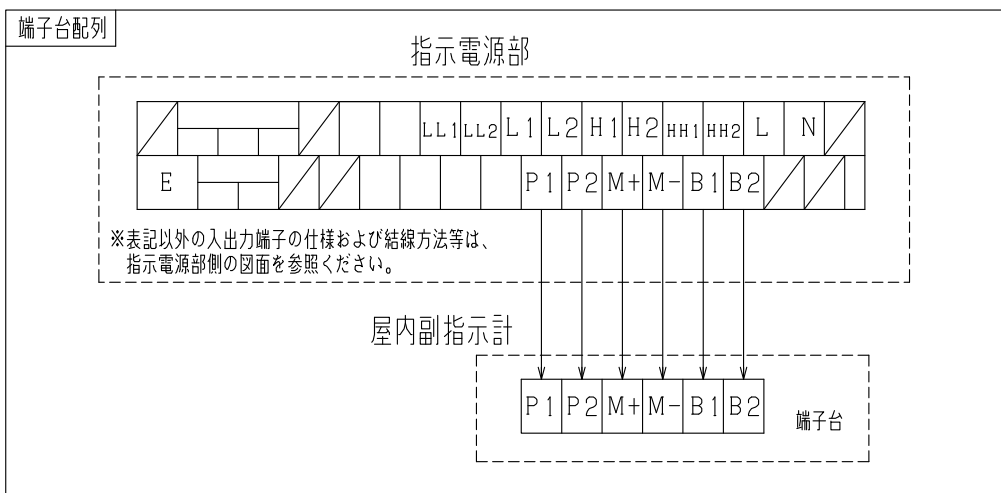 端子台配列
指示電源部
LL1 LL2 L1 L2 H1 H2 HH1 HH2 L N
E P1 P2 M+ M- B1 B2
※表記以外の入出力端子の仕様および結線方法等は、
指示電源部側の図面を参照ください。
屋内副指示計
P1 P2 M+ M- B1 B2
端子台